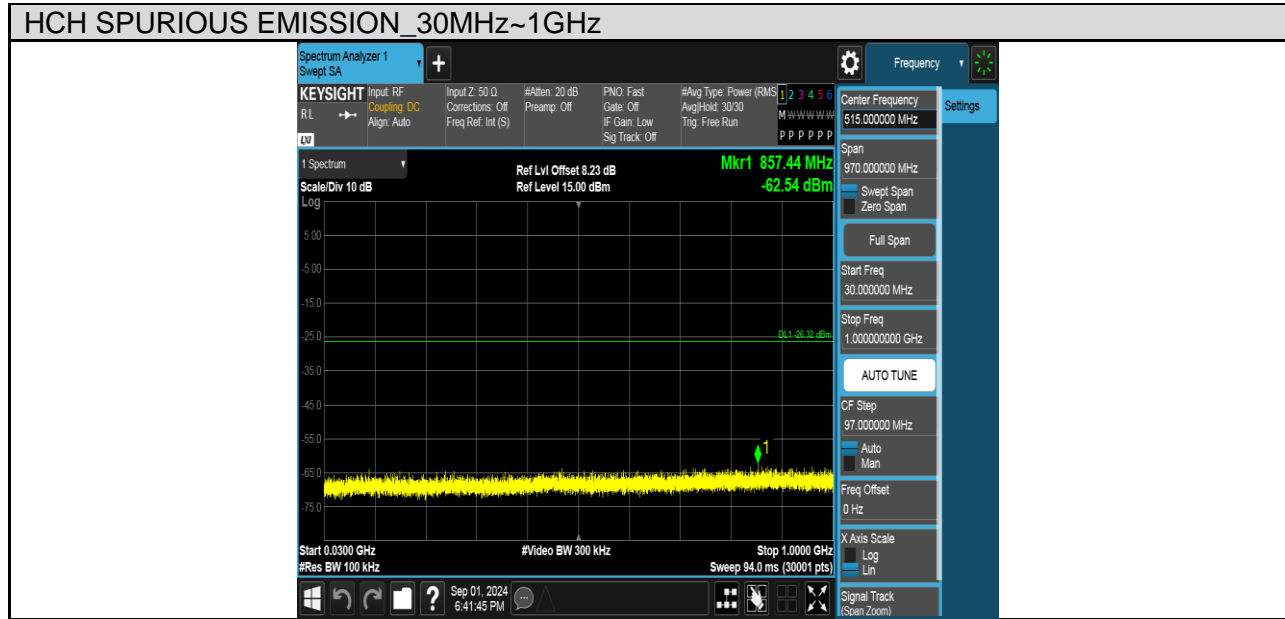 HCH SPURIOUS EMISSION_30MHz~1GHz
Spectrum Analyzer 1
Swept SA
+
Frequency
KEYSIGHT
RL
LXI
Input: RF
Coupling: DC
Align: Auto
Input Z: 50 Ω
Corrections: Off
Freq Ref: Int (S)
#Atten: 20 dB
Preamp: Off
PNO: Fast
Gate: Off
IF Gain: Low
Sig Track: Off
#Avg Type: Power (RMS
Avg|Hold: 30/30
Trig: Free Run
1 2 3 4 5 6
M W W W W W
P P P P P P
1 Spectrum
Scale/Div 10 dB
Log
Ref Lvl Offset 8.23 dB
Ref Level 15.00 dBm
Mkr1 857.44 MHz
-62.54 dBm
5.00
-5.00
-15.0
-25.0
DL1 -26.32 dBm
-35.0
-45.0
-55.0
1
-65.0
-75.0
Start 0.0300 GHz
#Res BW 100 kHz
#Video BW 300 kHz
Stop 1.0000 GHz
Sweep 94.0 ms (30001 pts)
?
Sep 01, 2024
6:41:45 PM
Center Frequency
515.000000 MHz
Settings
Span
970.000000 MHz
Swept Span
Zero Span
Full Span
Start Freq
30.000000 MHz
Stop Freq
1.000000000 GHz
AUTO TUNE
CF Step
97.000000 MHz
Auto
Man
Freq Offset
0 Hz
X Axis Scale
Log
Lin
Signal Track
(Span Zoom)